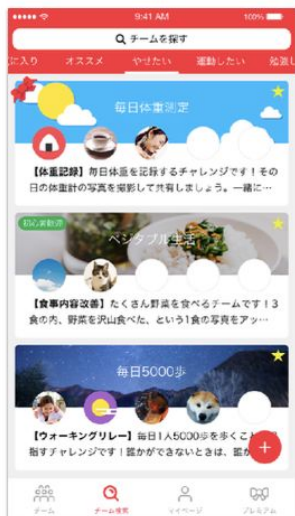 9:41 AM 100%
チームを探す
に入り オススメ やせたい 運動したい 勉強し
毎日体重測定
【体重記録】毎日体重を記録するチャレンジです！その
日の体重計の写真を撮影して共有しましょう。一緒に…
初心者歓迎
ベジタブル生活
【食事内容改善】たくさん野菜を食べるチームです！3
食の内、野菜を沢山食べた、という1食の写真をアッ…
毎日5000歩
【ウォーキングリレー】毎日1人5000歩を歩くこ
指すチャレンジです！誰かができないときは、誰か
チーム チーム検索 マイページ プレミアム